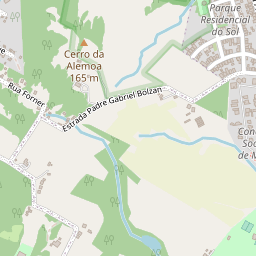 Parque
Residencial
do Sol
Cerro da
Alemoa
165 m
Rua Forner
Estrada Padre Gabriel Bolzan
Con
Soc
de M